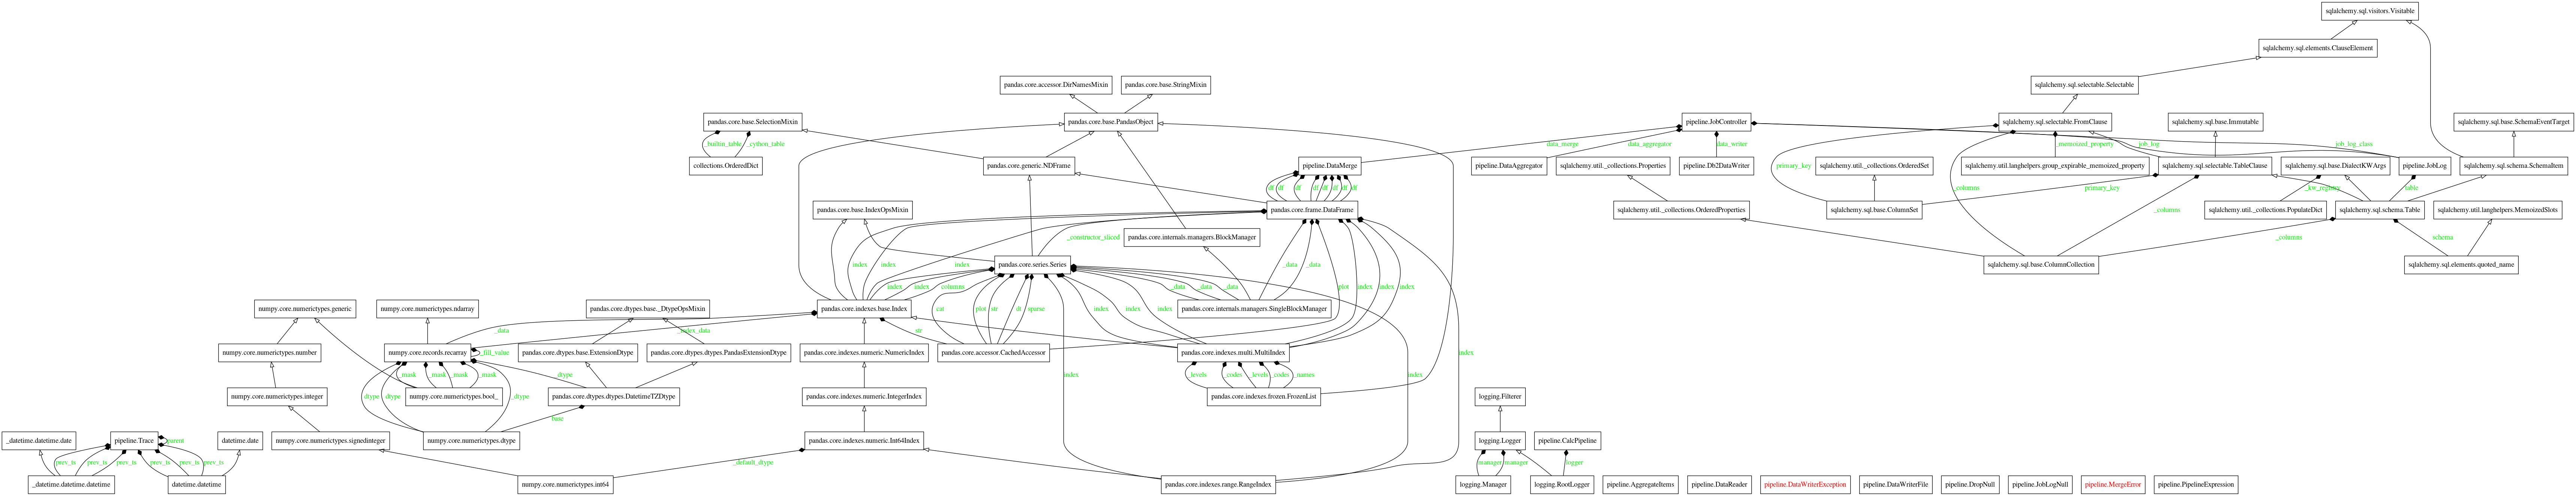 sqlalchemy.sql.visitors.Visitable
sqlalchemy.sql.elements.ClauseElement
pandas.core.accessor.DirNamesMixin
pandas.core.base.StringMixin
sqlalchemy.sql.selectable.Selectable
pandas.core.base.SelectionMixin
pandas.core.base.PandasObject
pipeline.JobController
sqlalchemy.sql.selectable.FromClause
sqlalchemy.sql.base.Immutable
sqlalchemy.sql.base.SchemaEventTarget
_builtin_table
_cython_table
data_merge
data_aggregator
data_writer
_memoized_property
job_log
job_log_class
collections.OrderedDict
pandas.core.generic.NDFrame
pipeline.DataMerge
pipeline.DataAggregator
sqlalchemy.util._collections.Properties
pipeline.Db2DataWriter
primary_key
sqlalchemy.util._collections.OrderedSet
sqlalchemy.util.langhelpers.group_expirable_memoized_property
sqlalchemy.sql.selectable.TableClause
sqlalchemy.sql.base.DialectKWArgs
pipeline.JobLog
sqlalchemy.sql.schema.SchemaItem
df
df
df
df
df
df
df
df
_columns
primary_key
_kw_registry
table
pandas.core.base.IndexOpsMixin
pandas.core.frame.DataFrame
sqlalchemy.util._collections.OrderedProperties
sqlalchemy.sql.base.ColumnSet
_columns
sqlalchemy.util._collections.PopulateDict
sqlalchemy.sql.schema.Table
sqlalchemy.util.langhelpers.MemoizedSlots
_constructor_sliced
pandas.core.internals.managers.BlockManager
_columns
schema
index
index
index
pandas.core.series.Series
_data
_data
sqlalchemy.sql.base.ColumnCollection
sqlalchemy.sql.elements.quoted_name
index
index
_columns
_data
_data
_data
plot
index
index
index
numpy.core.numerictypes.generic
numpy.core.numerictypes.ndarray
pandas.core.dtypes.base._DtypeOpsMixin
pandas.core.indexes.base.Index
cat
plot
str
dt
sparse
index
index
index
pandas.core.internals.managers.SingleBlockManager
_data
_index_data
str
numpy.core.numerictypes.number
numpy.core.records.recarray
_fill_value
pandas.core.dtypes.base.ExtensionDtype
pandas.core.dtypes.dtypes.PandasExtensionDtype
pandas.core.indexes.numeric.NumericIndex
pandas.core.accessor.CachedAccessor
pandas.core.indexes.multi.MultiIndex
index
_mask
_mask
_mask
_mask
_dtype
index
_levels
_codes
_levels
_codes
_names
index
numpy.core.numerictypes.integer
_dtype
_dtype
numpy.core.numerictypes.bool_
_dtype
pandas.core.dtypes.dtypes.DatetimeTZDtype
pandas.core.indexes.numeric.IntegerIndex
pandas.core.indexes.frozen.FrozenList
logging.Filterer
base
_datetime.datetime.date
pipeline.Trace
parent
datetime.date
numpy.core.numerictypes.signedinteger
numpy.core.numerictypes.dtype
pandas.core.indexes.numeric.Int64Index
logging.Logger
pipeline.CalcPipeline
prev_ts
prev_ts
prev_ts
prev_ts
prev_ts
prev_ts
_default_dtype
manager
manager
logger
_datetime.datetime.datetime
datetime.datetime
numpy.core.numerictypes.int64
pandas.core.indexes.range.RangeIndex
logging.Manager
logging.RootLogger
pipeline.AggregateItems
pipeline.DataReader
pipeline.DataWriterException
pipeline.DataWriterFile
pipeline.DropNull
pipeline.JobLogNull
pipeline.MergeError
pipeline.PipelineExpression